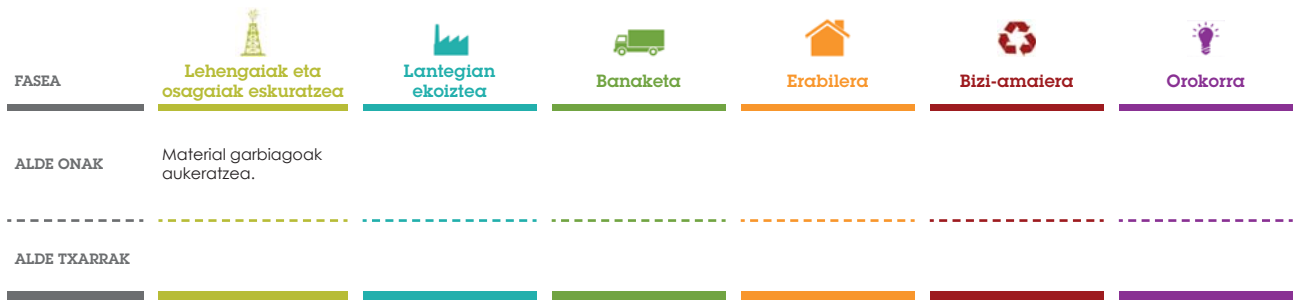 FASEA
Lehengaiak eta
osagaiak eskuratzea
Lantegian
ekoiztea
Banaketa
Erabilera
Bizi-amaiera
Orokorra
ALDE ONAK
Material garbiagoak
aukeratzea.
ALDE TXARRAK